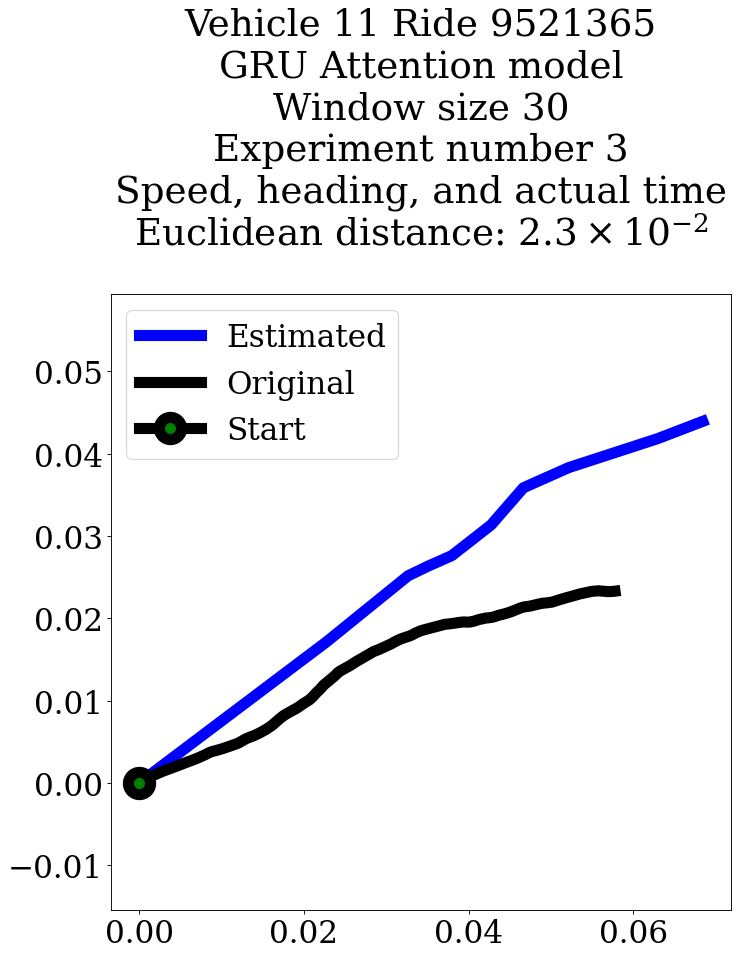 Vehicle 11 Ride 9521365
GRU Attention model
Window size 30
Experiment number 3
Speed, heading, and actual time
Euclidean distance: 2.3 × 10⁻²
Estimated
Original
Start
0.05
0.04
0.03
0.02
0.01
0.00
−0.01
0.00 0.02 0.04 0.06